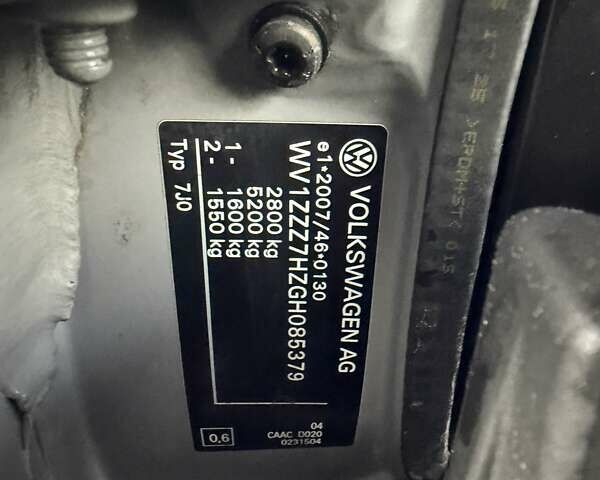 VOLKSWAGEN AG
e1*2007/46*0130
WV1ZZZ7HZGH085379
2800 kg
5200 kg
1- 1600 kg
2- 1550 kg
Typ 7J0
04
CAAC D020
0231504
0,6